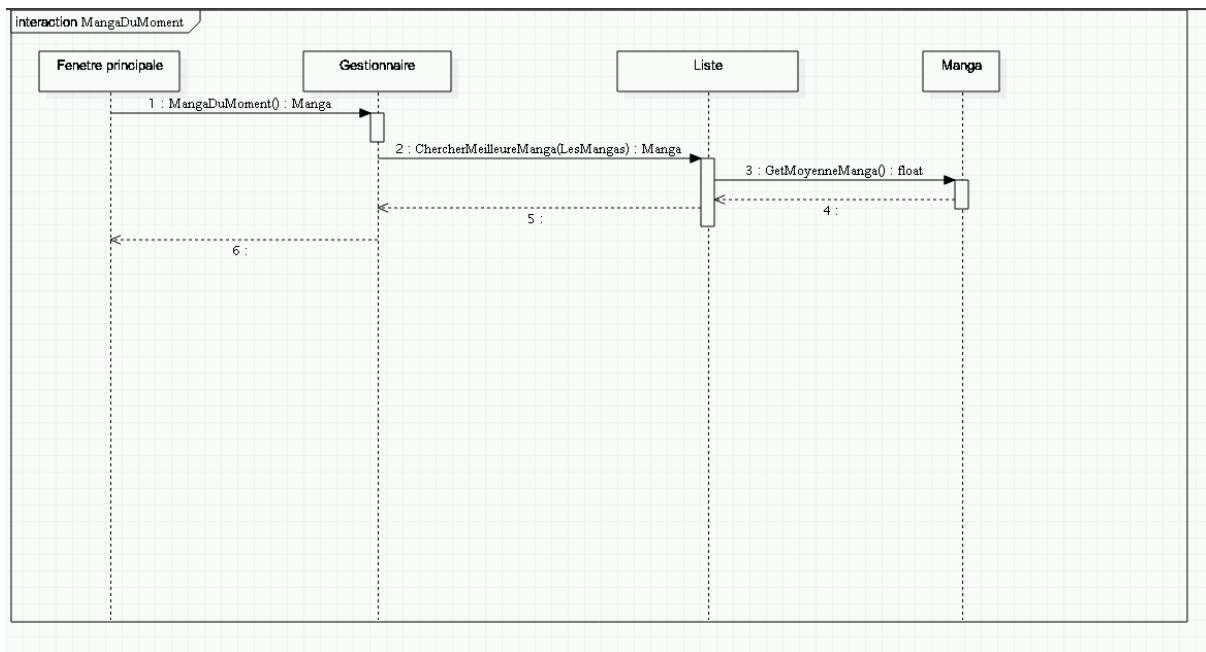 interaction MangaDuMoment
Fenetre principale
Gestionnaire
Liste
Manga
1 : MangaDuMoment() : Manga
2 : ChercherMeilleureManga(LesMangas) : Manga
3 : GetMoyenneManga() : float
4 :
5 :
6 :